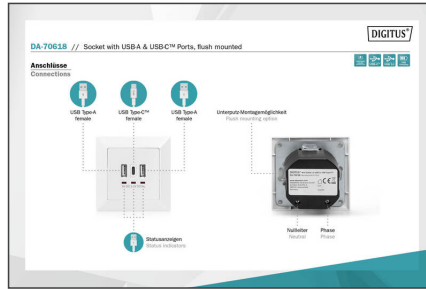 DIGITUS®
DA-70618 // Socket with USB-A & USB-C™ Ports, flush mounted
Anschlüsse
Connections
USB Type-A
female
USB Type-C™
female
USB Type-A
female
Unterputz-Montagemöglichkeit
Flush mounting option
Statusanzeigen
Status indicators
Nullleiter
Neutral
Phase
Phase